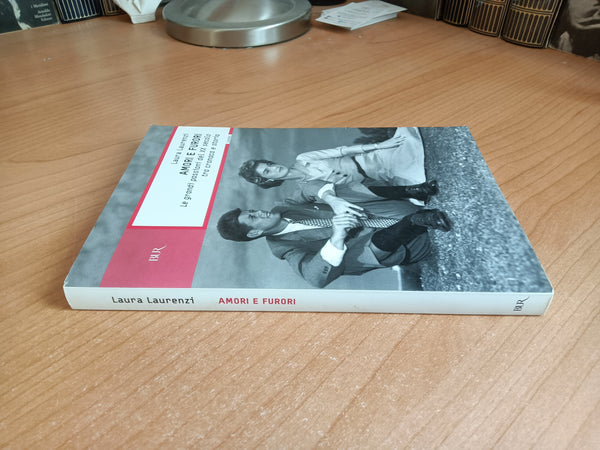 Laura Laurenzi
AMORI E FURORI
Le grandi passioni del XX secolo
tra cronaca e storia
BUR
Laura Laurenzi AMORI E FURORI BUR